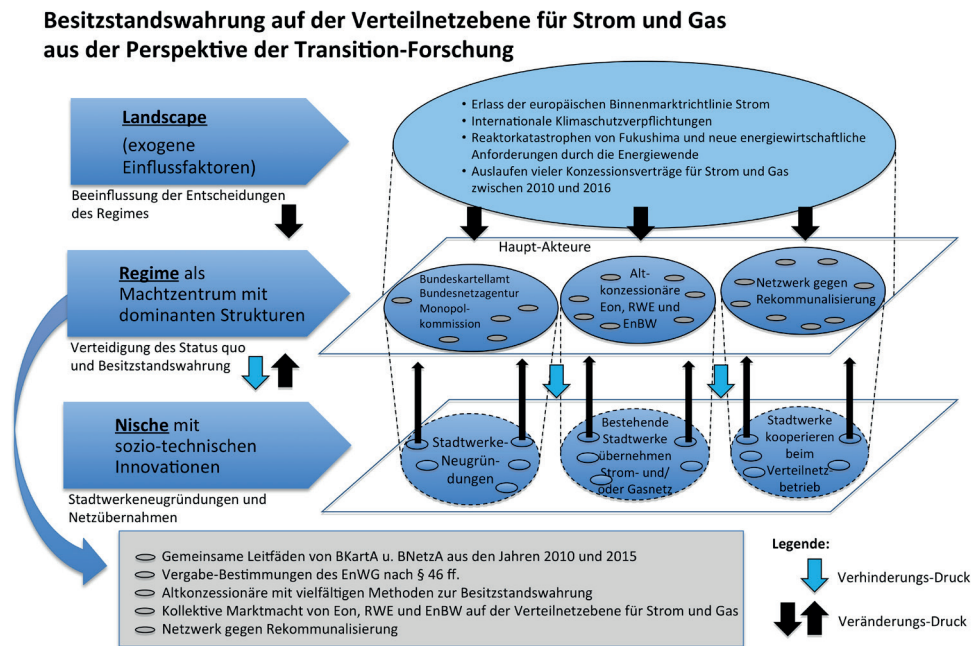 Besitzstandswahrung auf der Verteilnetzebene für Strom und Gas
aus der Perspektive der Transition-Forschung
Landscape
(exogene
Einflussfaktoren)
Beeinflussung der Entscheidungen
des Regimes
• Erlass der europäischen Binnenmarktrichtlinie Strom
• Internationale Klimaschutzverpflichtungen
• Reaktorkatastrophen von Fukushima und neue energiewirtschaftliche
Anforderungen durch die Energiewende
• Auslaufen vieler Konzessionsverträge für Strom und Gas
zwischen 2010 und 2016
Haupt-Akteure
Regime als
Machtzentrum mit
dominanten Strukturen
Verteidigung des Status quo
und Besitzstandswahrung
Bundeskartellamt
Bundesnetzagentur
Monopol-
kommission
Alt-
konzessionäre
Eon, RWE und
EnBW
Netzwerk gegen
Rekommunalisierung
Nische mit
sozio-technischen
Innovationen
Stadtwerkeneugründungen und
Netzübernahmen
Stadtwerke-
Neugrün-
dungen
Bestehende
Stadtwerke
übernehmen
Strom- und/
oder Gasnetz
Stadtwerke
kooperieren
beim
Verteilnetz-
betrieb
Gemeinsame Leitfäden von BKartA u. BNetzA aus den Jahren 2010 und 2015
Vergabe-Bestimmungen des EnWG nach § 46 ff.
Altkonzessionäre mit vielfältigen Methoden zur Besitzstandswahrung
Kollektive Marktmacht von Eon, RWE und EnBW auf der Verteilnetzebene für Strom und Gas
Netzwerk gegen Rekommunalisierung
Legende:
Verhinderungs-Druck
Veränderungs-Druck